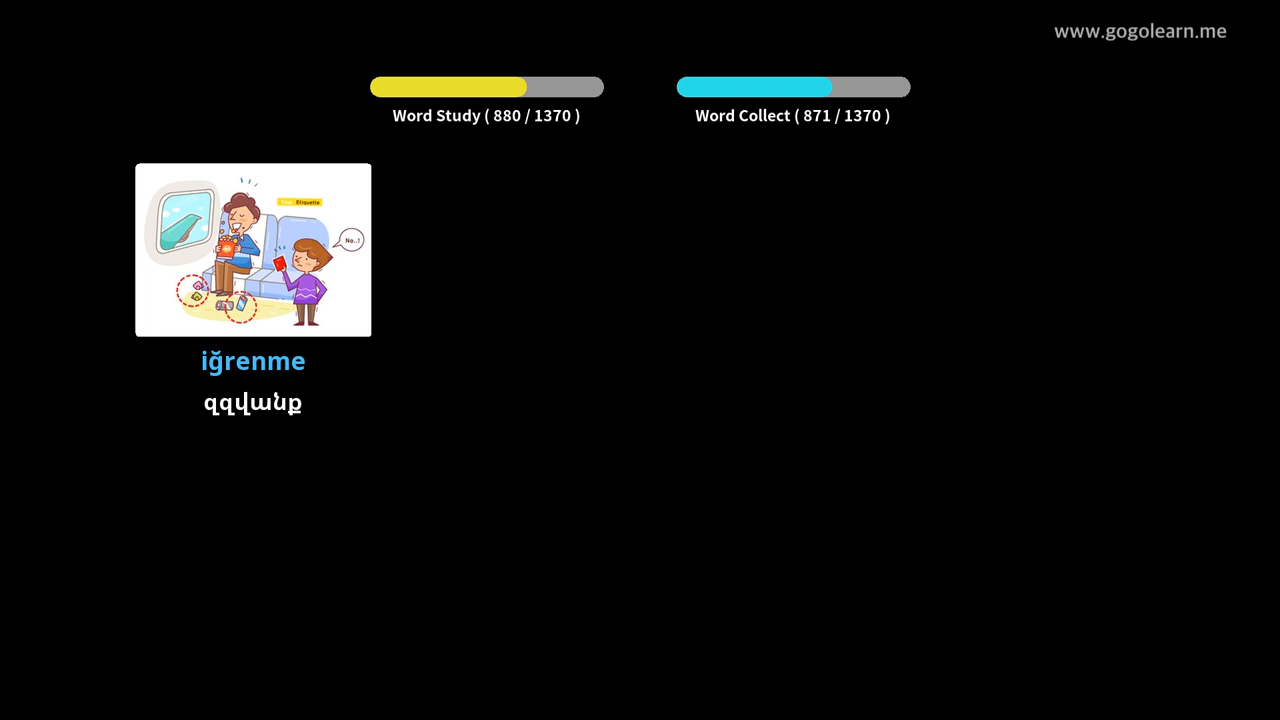 www.gogolearn.me
Word Study ( 880 / 1370 )
Word Collect ( 871 / 1370 )
Etiquette
No..!
iğrenme
զզվանք